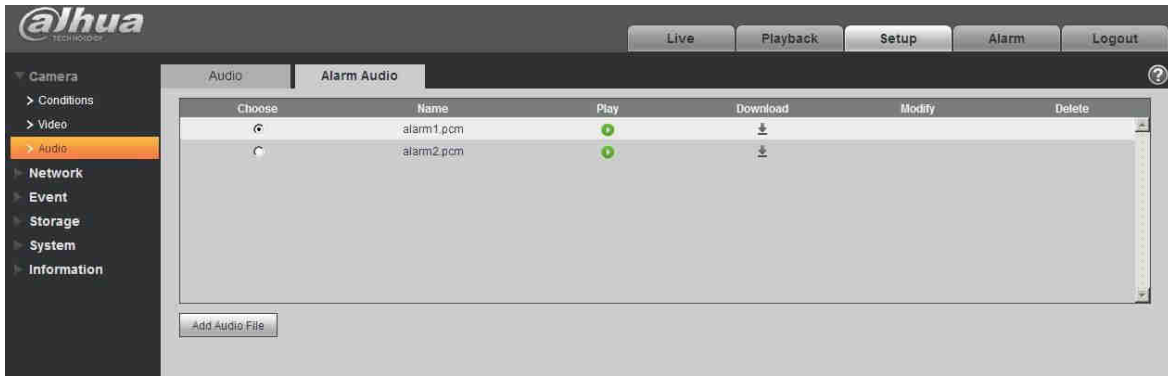 alhua
TECHNOLOGY
Live Playback Setup Alarm Logout
Camera
> Conditions
> Video
> Audio
Network
Event
Storage
System
Information
Audio Alarm Audio
?
Choose Name Play Download Modify Delete
alarm1.pcm
alarm2.pcm
Add Audio File